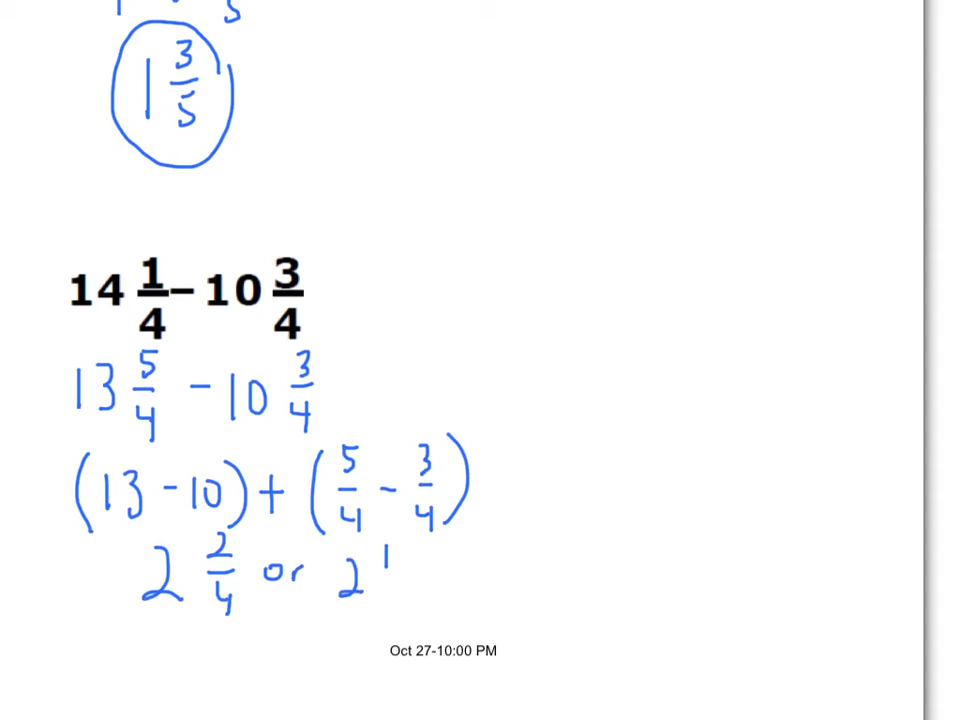 1 3/5
14 1/4 – 10 3/4
13 5/4 - 10 3/4
(13 - 10) + (5/4 - 3/4)
2 2/4 or 2 1
Oct 27-10:00 PM